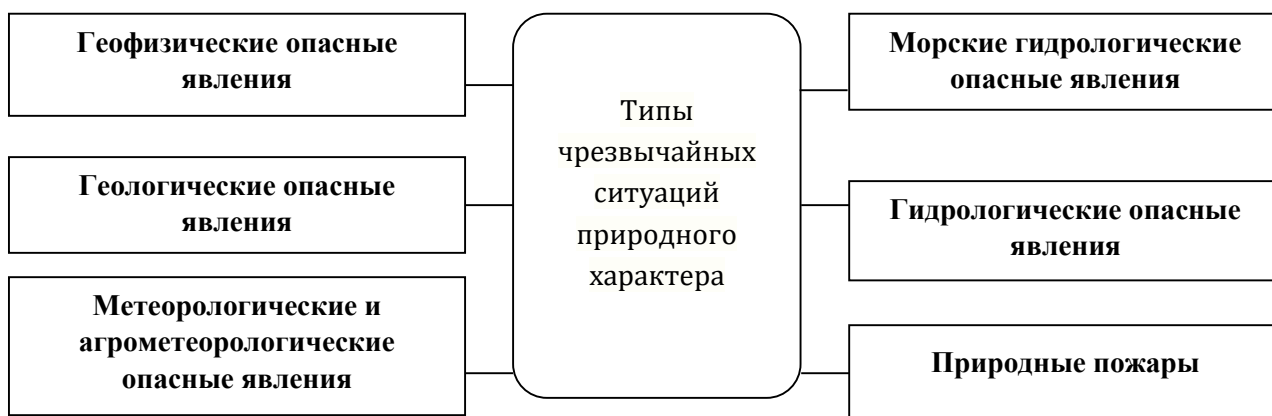 Геофизические опасные
явления
Геологические опасные
явления
Метеорологические и
агрометеорологические
опасные явления
Типы
чрезвычайных
ситуаций
природного
характера
Морские гидрологические
опасные явления
Гидрологические опасные
явления
Природные пожары